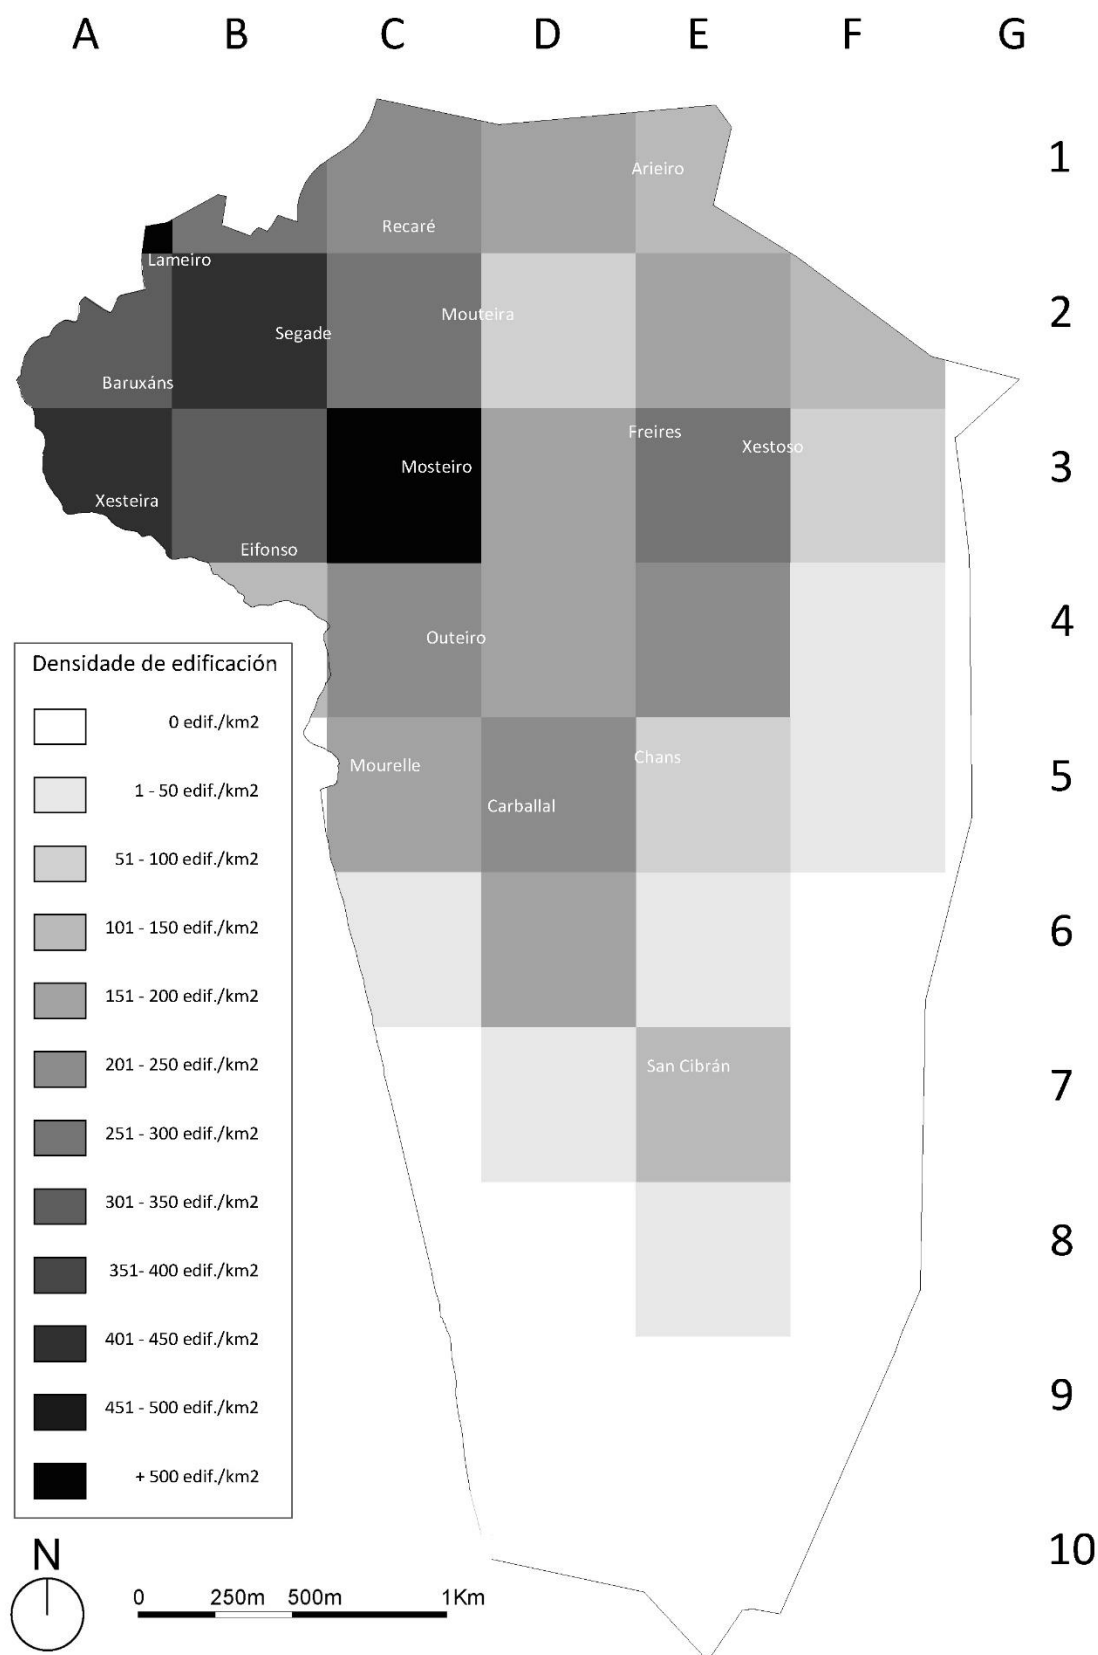 A B C D E F G
1
Arieiro
Recaré
Lameiro
2
Mouteira
Segade
Baruxáns
Freires
Xestoso
3
Mosteiro
Xesteira
Eifonso
4
Outeiro
Densidade de edificación
0 edif./km2
1 - 50 edif./km2
51 - 100 edif./km2
101 - 150 edif./km2
151 - 200 edif./km2
201 - 250 edif./km2
251 - 300 edif./km2
301 - 350 edif./km2
351- 400 edif./km2
401 - 450 edif./km2
451 - 500 edif./km2
+ 500 edif./km2
Chans
Mourelle
5
Carballal
6
San Cibrán
7
8
9
10
N
0 250m 500m 1Km